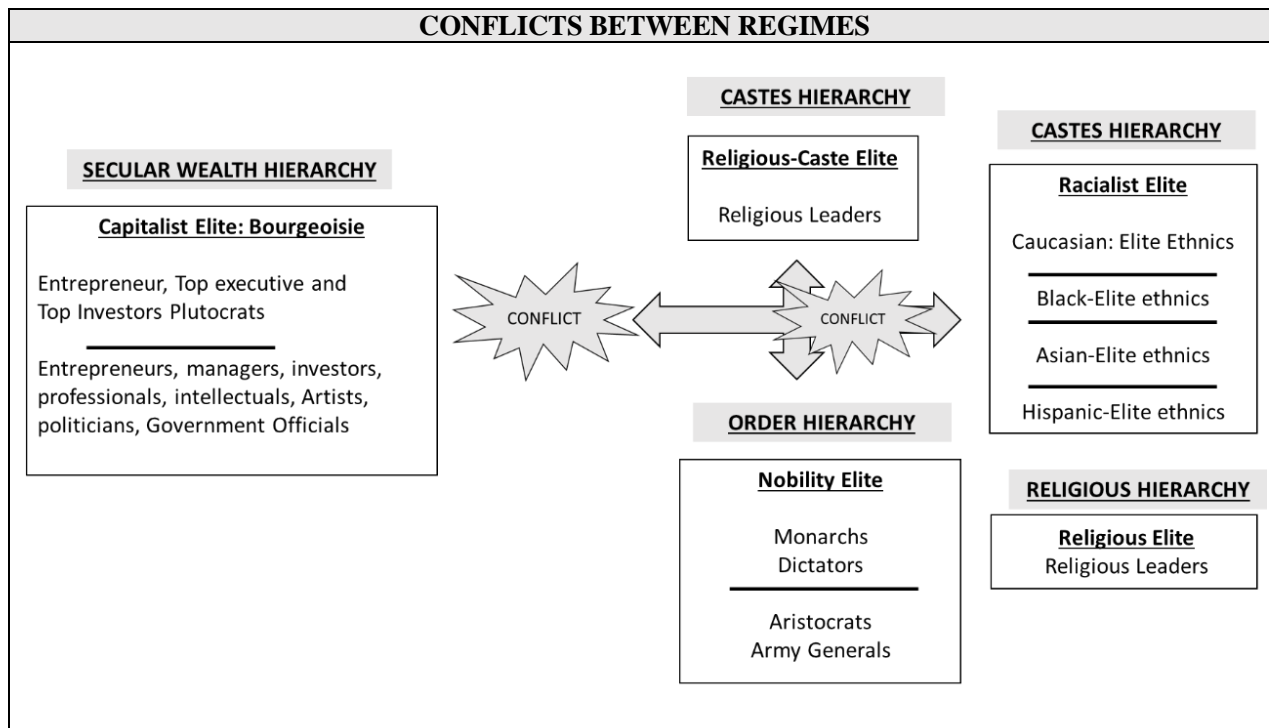 CONFLICTS BETWEEN REGIMES
SECULAR WEALTH HIERARCHY
Capitalist Elite: Bourgeoisie
Entrepreneur, Top executive and
Top Investors Plutocrats
Entrepreneurs, managers, investors,
professionals, intellectuals, Artists,
politicians, Government Officials
CONFLICT
CASTES HIERARCHY
Religious-Caste Elite
Religious Leaders
CONFLICT
ORDER HIERARCHY
Nobility Elite
Monarchs
Dictators
Aristocrats
Army Generals
CASTES HIERARCHY
Racialist Elite
Caucasian: Elite Ethnics
Black-Elite ethnics
Asian-Elite ethnics
Hispanic-Elite ethnics
RELIGIOUS HIERARCHY
Religious Elite
Religious Leaders